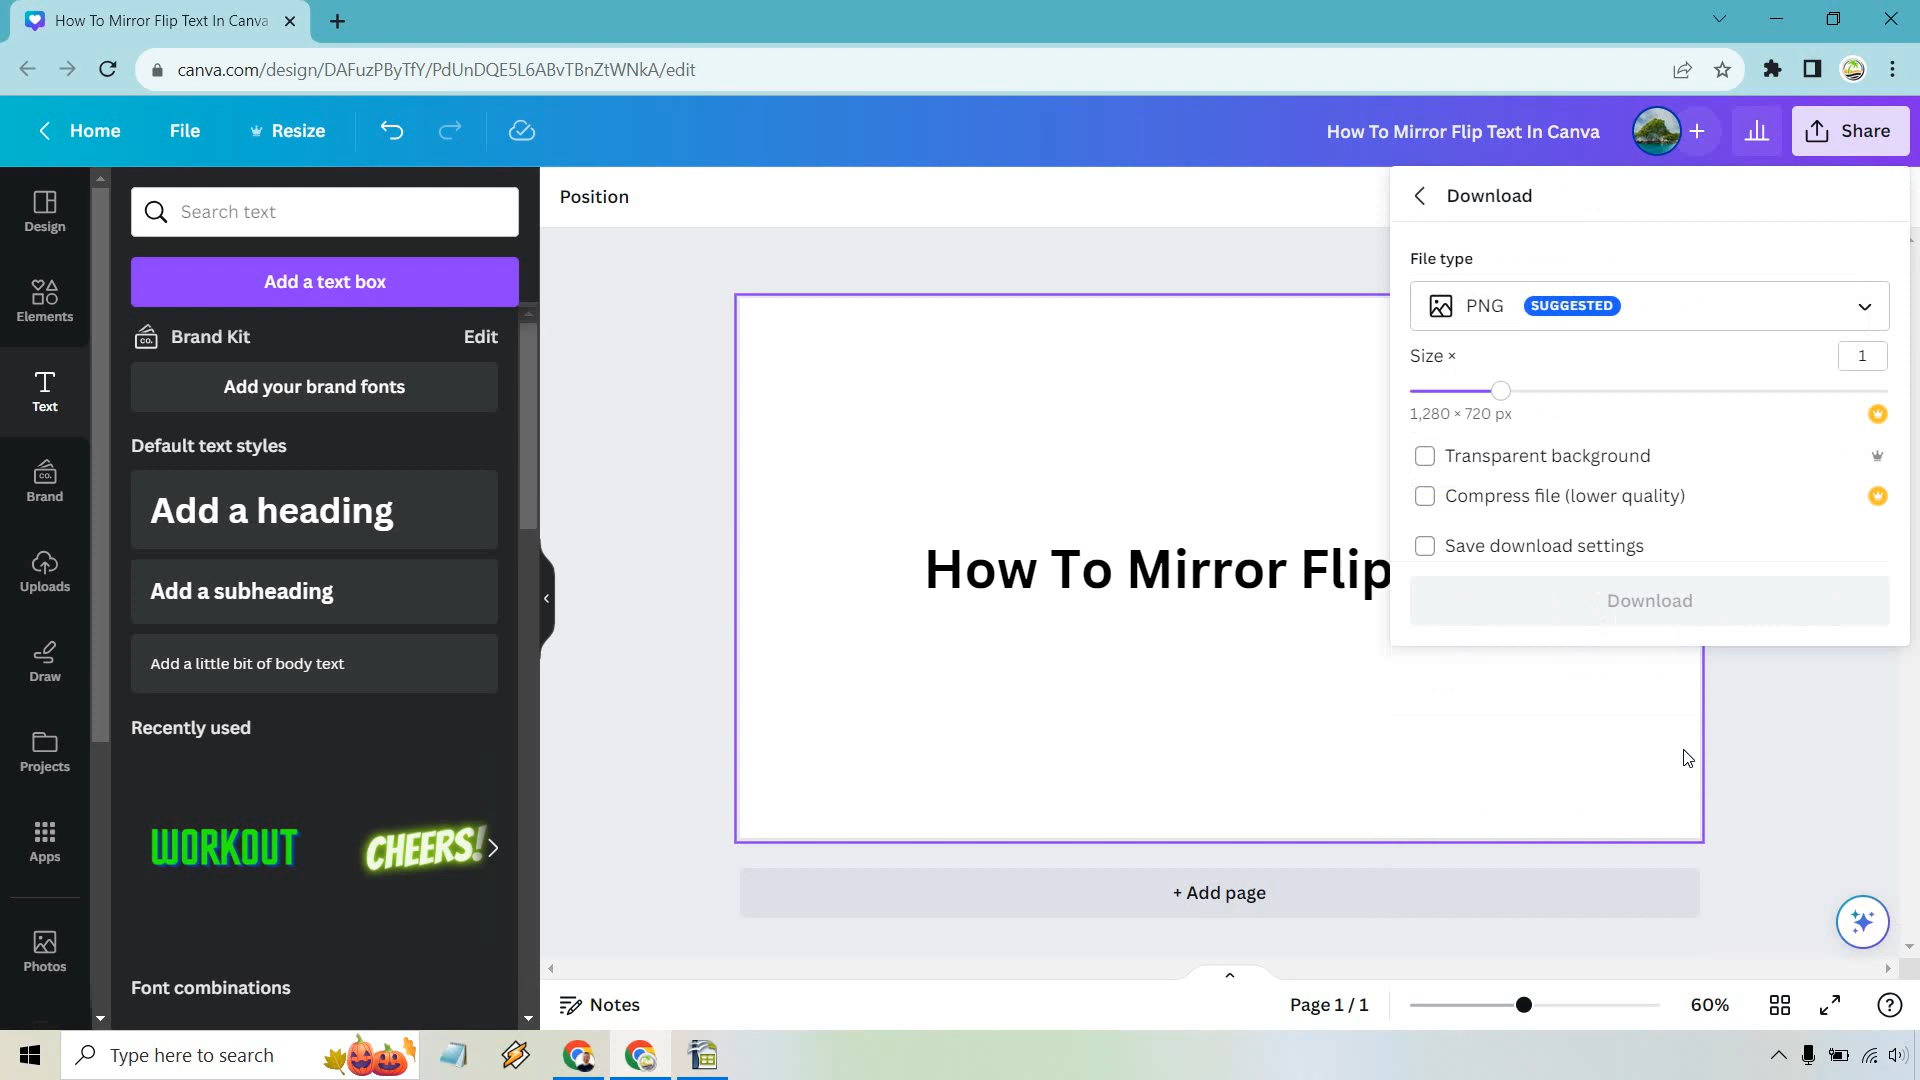 How To Mirror Flip Text In Canva
canva.com/design/DAFuzPByTfY/PdUnDQE5L6ABvTBnZtWNkA/edit
Home
File
Resize
How To Mirror Flip Text In Canva
Share
Design
Elements
Text
Brand
Uploads
Draw
Projects
Apps
Photos
Search text
Add a text box
Brand Kit
Edit
Add your brand fonts
Default text styles
Add a heading
Add a subheading
Add a little bit of body text
Recently used
WORKOUT
CHEERS!
Font combinations
Position
How To Mirror Flip
+ Add page
Download
File type
PNG
SUGGESTED
Size ×
1
1,280 × 720 px
Transparent background
Compress file (lower quality)
Save download settings
Download
Notes
Page 1 / 1
60%
Type here to search